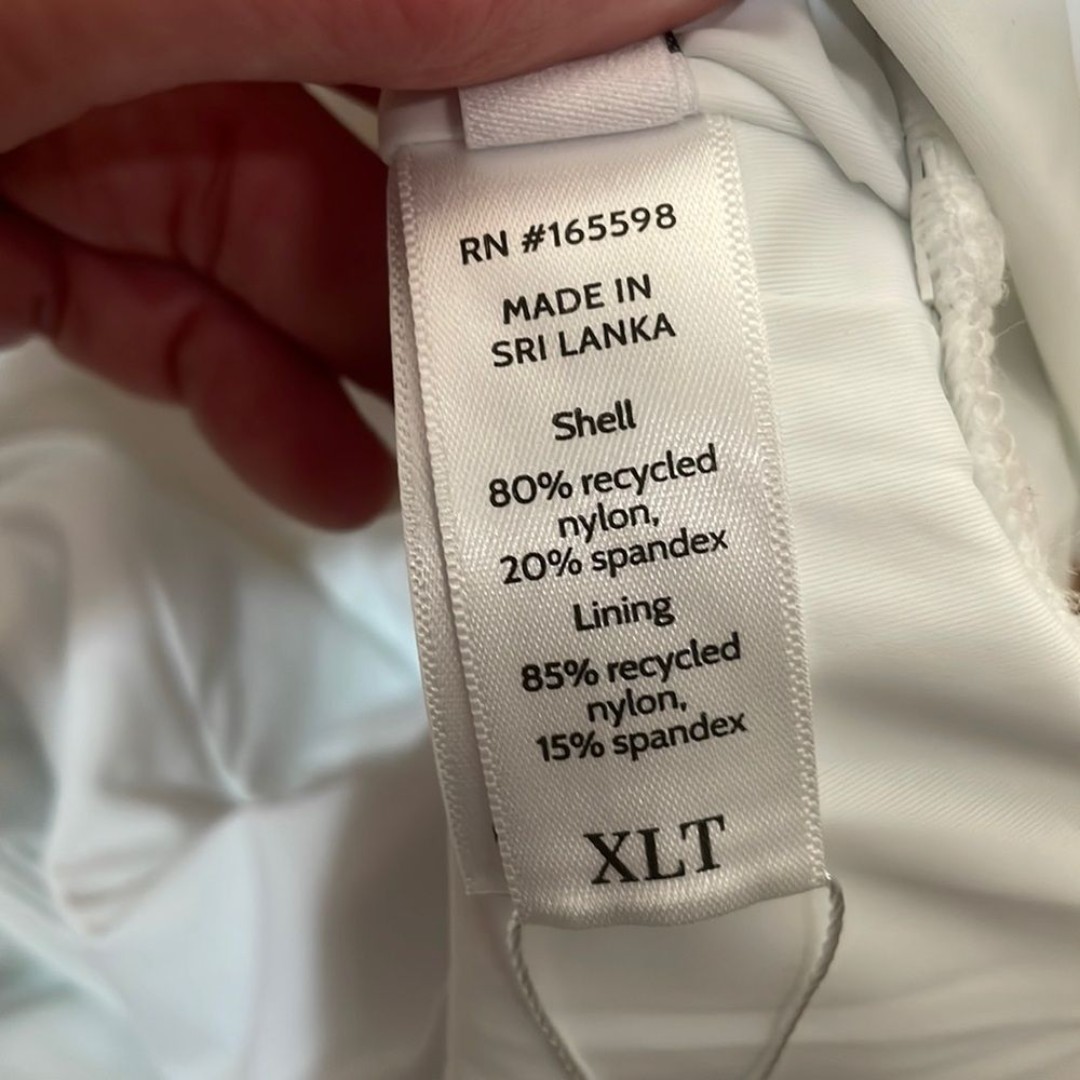 RN #165598
MADE IN
SRI LANKA
Shell
80% recycled
nylon,
20% spandex
Lining
85% recycled
nylon,
15% spandex
XLT